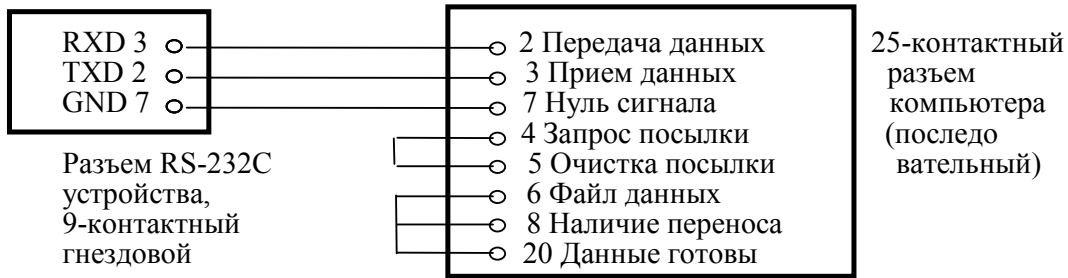 RXD 3
TXD 2
GND 7
Разъем RS-232C
устройства,
9-контактный
гнездовой
2 Передача данных
3 Прием данных
7 Нуль сигнала
4 Запрос посылки
5 Очистка посылки
6 Файл данных
8 Наличие переноса
20 Данные готовы
25-контактный
разъем
компьютера
(последо
вательный)